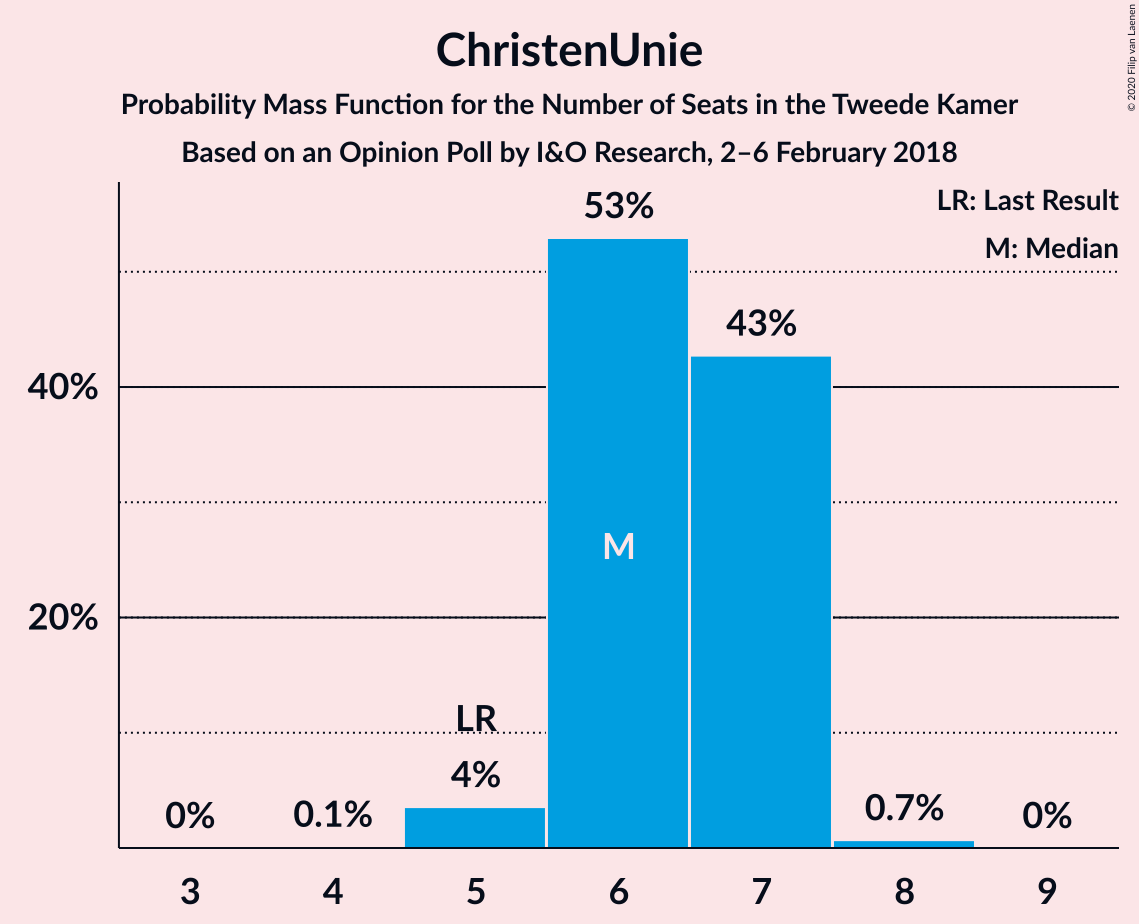 ChristenUnie
Probability Mass Function for the Number of Seats in the Tweede Kamer
Based on an Opinion Poll by I&O Research, 2–6 February 2018
© 2020 Filip van Laenen
LR: Last Result
M: Median
53%
43%
40%
M
20%
LR
4%
0%
0.1%
0.7%
0%
3 4 5 6 7 8 9